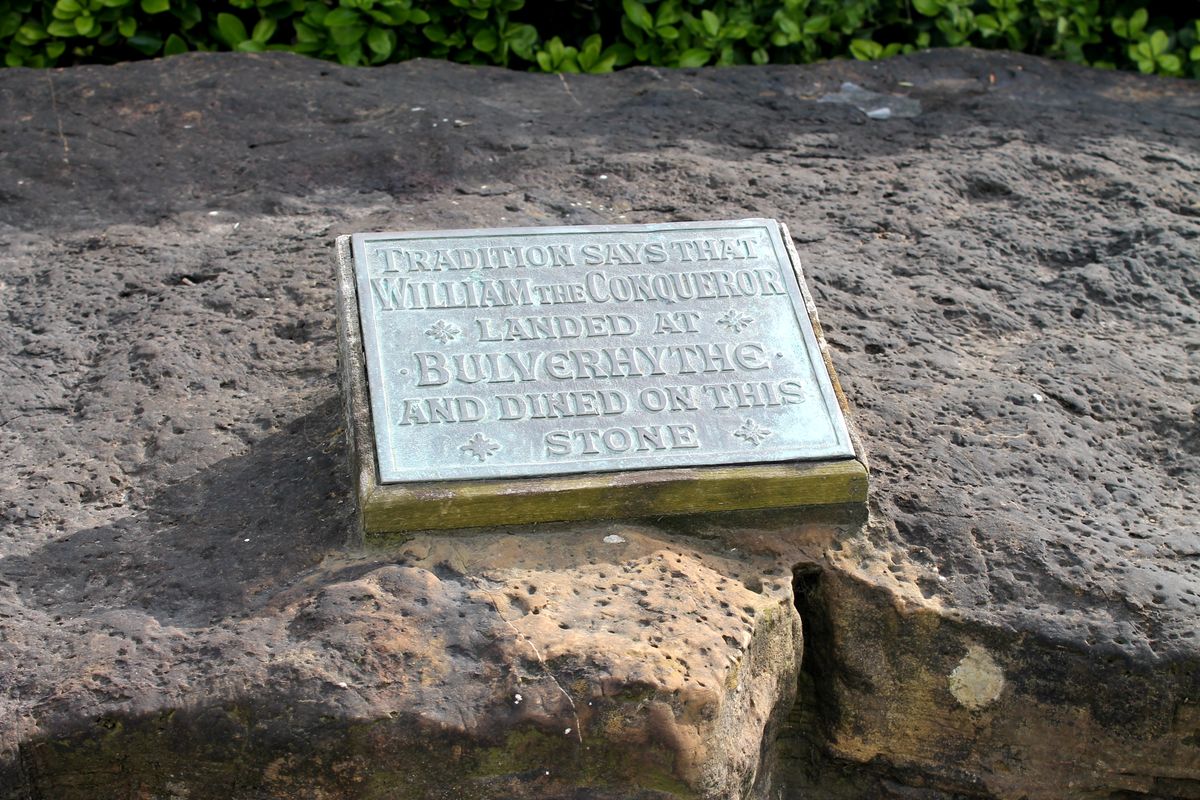 TRADITION SAYS THAT
WILLIAM THE CONQUEROR
LANDED AT
· BULVERHYTHE ·
AND DINED ON THIS
STONE